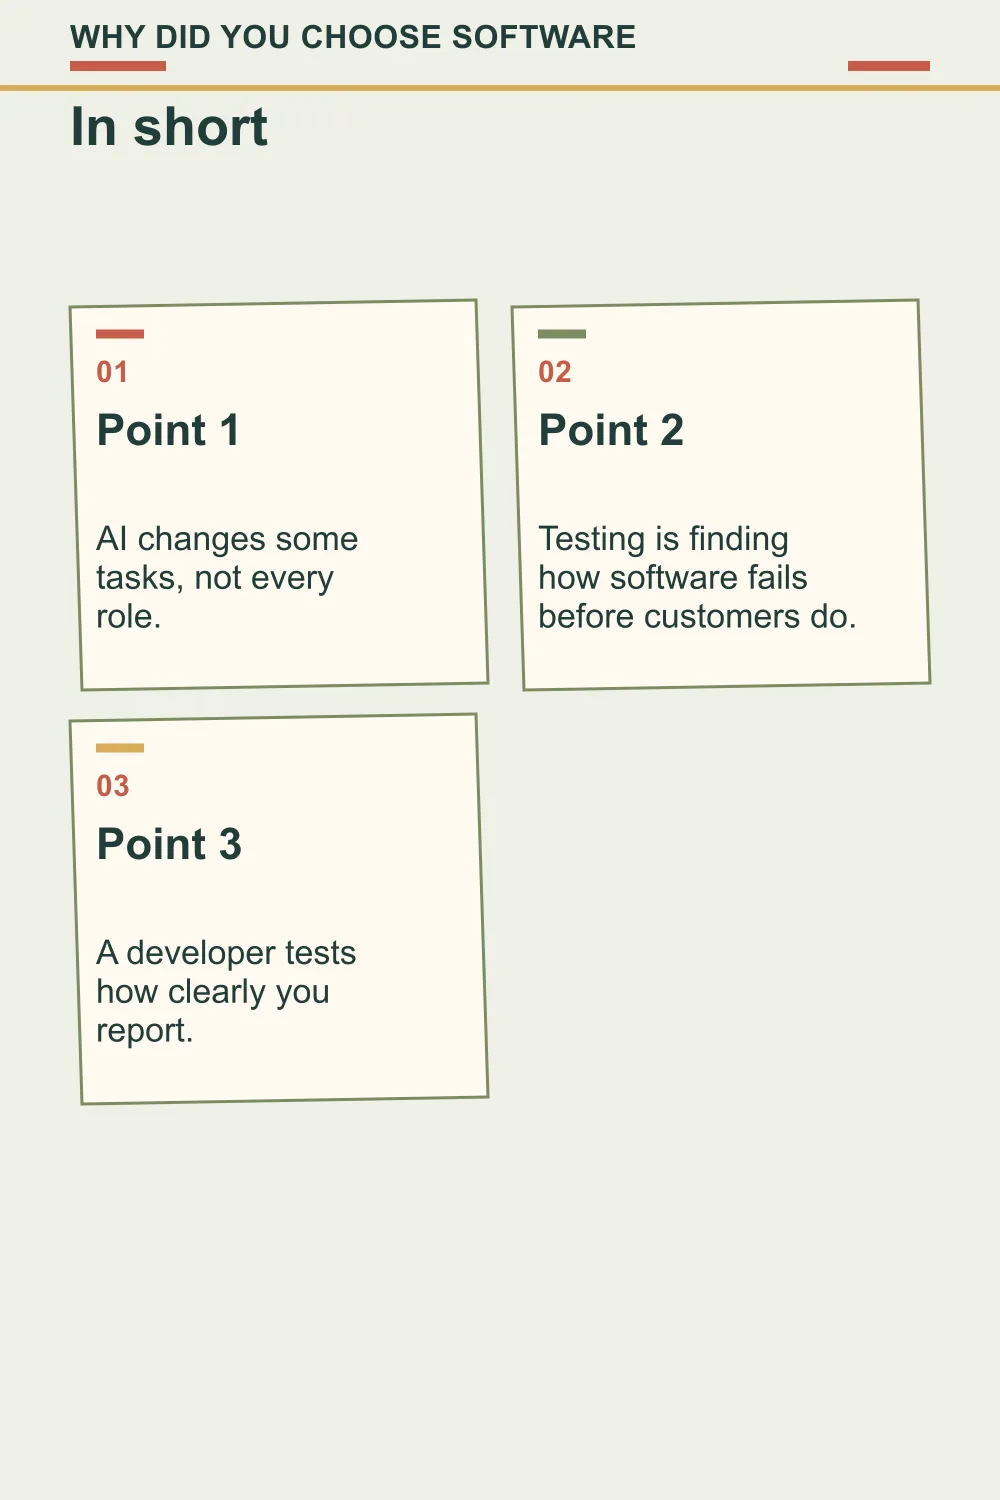 WHY DID YOU CHOOSE SOFTWARE
In short
01
Point 1
AI changes some
tasks, not every
role.
02
Point 2
Testing is finding
how software fails
before customers do.
03
Point 3
A developer tests
how clearly you
report.